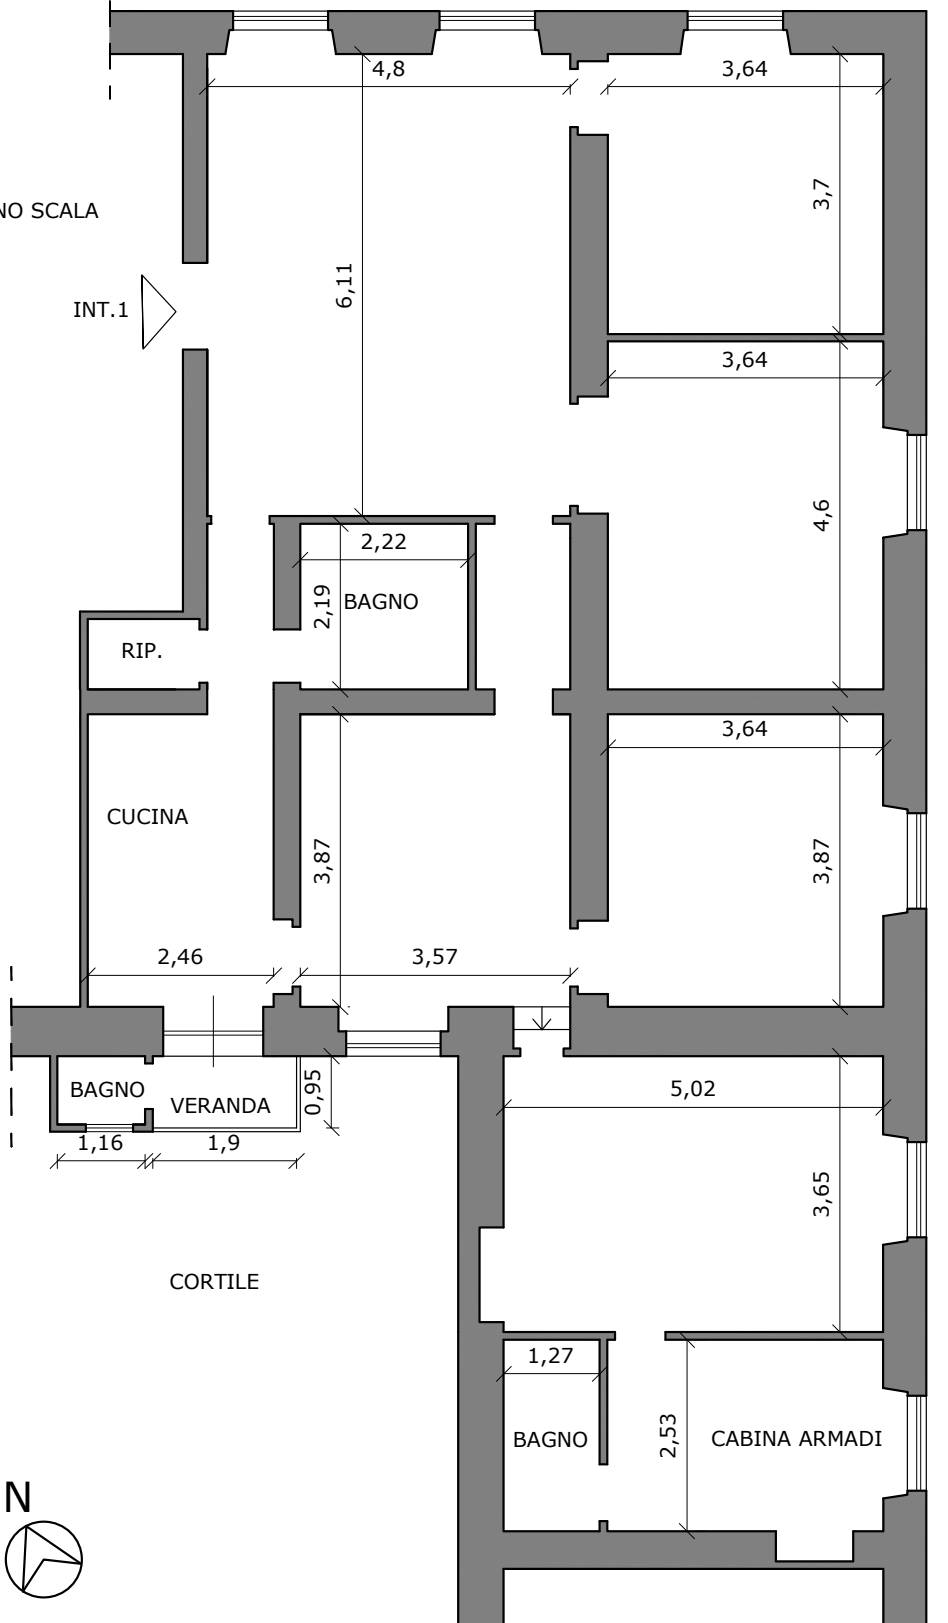 4,8
3,64
3,7
NO SCALA
6,11
INT.1
3,64
4,6
2,22
2,19
BAGNO
RIP.
3,64
CUCINA
3,87
3,87
2,46
3,57
BAGNO
VERANDA
0,95
5,02
1,16
1,9
3,65
CORTILE
1,27
BAGNO
2,53
CABINA ARMADI
N